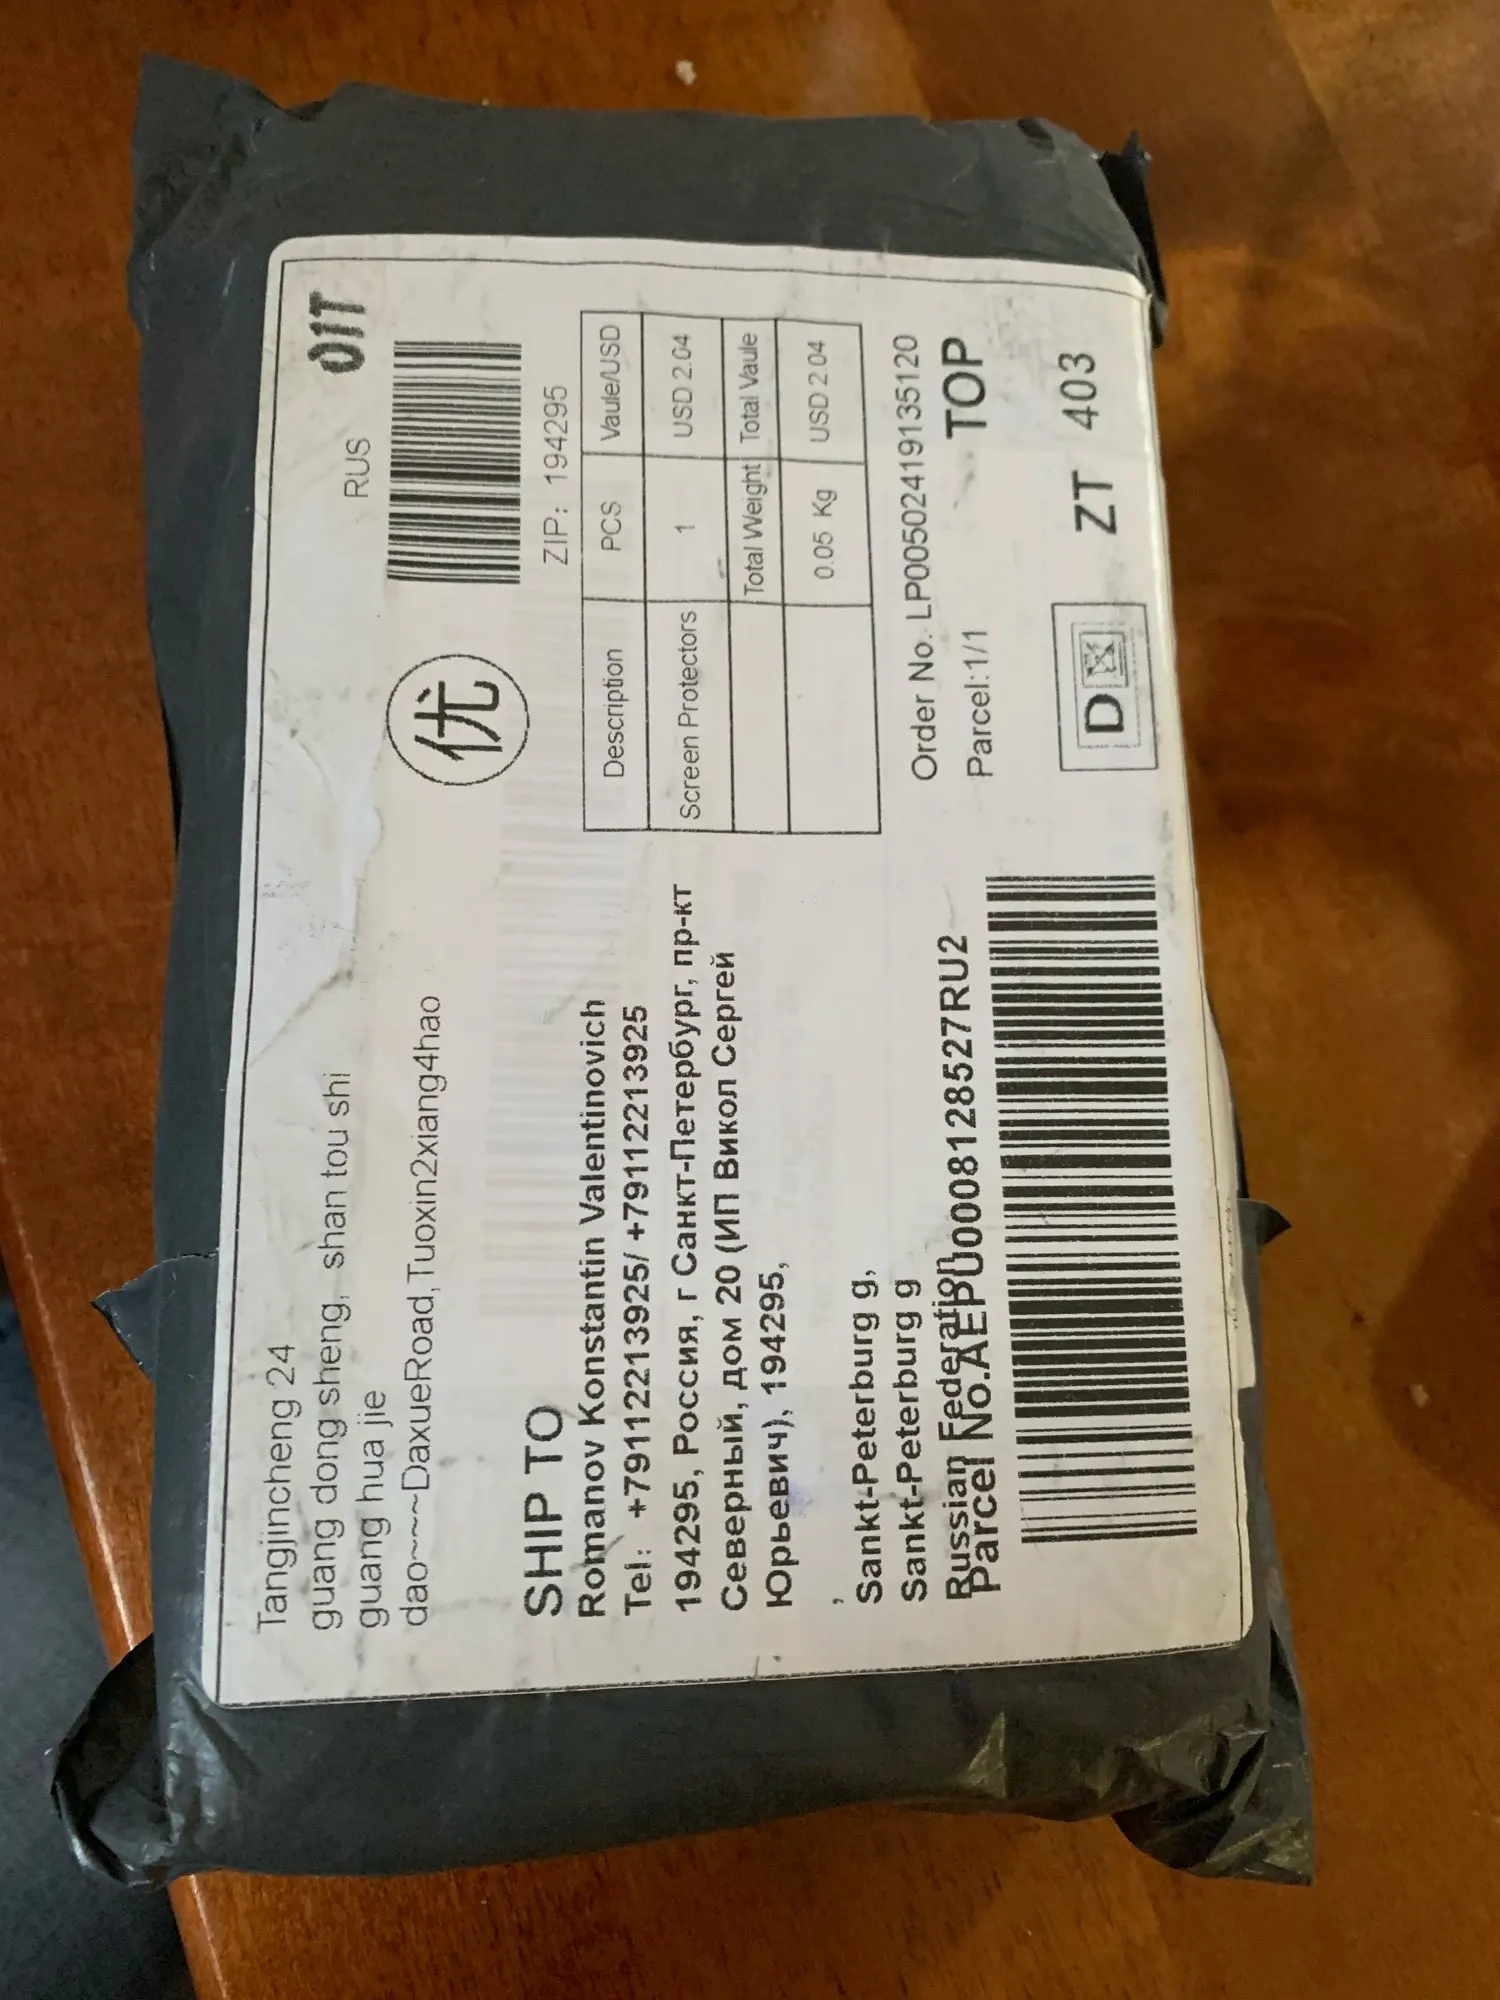 Tangjincheng 24
guang dong sheng, shan tou shi
guang hua jie
dao~~~DaxueRoad,Tuoxin2xiang4hao
RUS
011
优
ZIP: 194295
SHIP TO
Romanov Konstantin Valentinovich
Tel: +79112213925/ +79112213925
194295, Россия, г Санкт-Петербург, пр-кт
Северный, дом 20 (ИП Викол Сергей
Юрьевич), 194295,
,
Sankt-Peterburg g,
Sankt-Peterburg g
Russian Federation
Parcel No.AEPU0008128527RU2
Description PCS Vaule/USD
Screen Protectors 1 USD 2.04
Total Weight Total Vaule
0.05 Kg USD 2.04
Order No. LP00502419135120
Parcel:1/1 TOP
D ZT 403